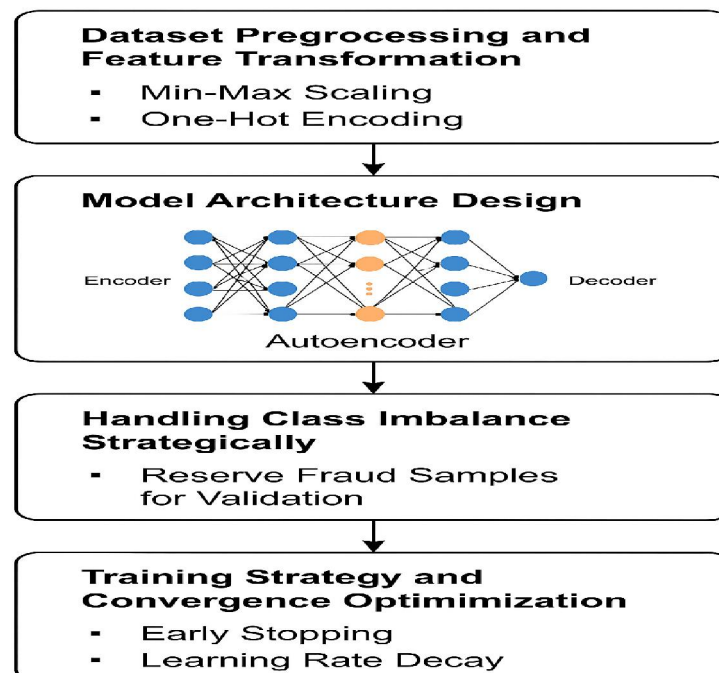 Dataset Pregrocessing and
Feature Transformation
- Min-Max Scaling
- One-Hot Encoding
Model Architecture Design
Encoder
Decoder
Autoencoder
Handling Class Imbalance
Strategically
- Reserve Fraud Samples
for Validation
Training Strategy and
Convergence Optimimization
- Early Stopping
- Learning Rate Decay